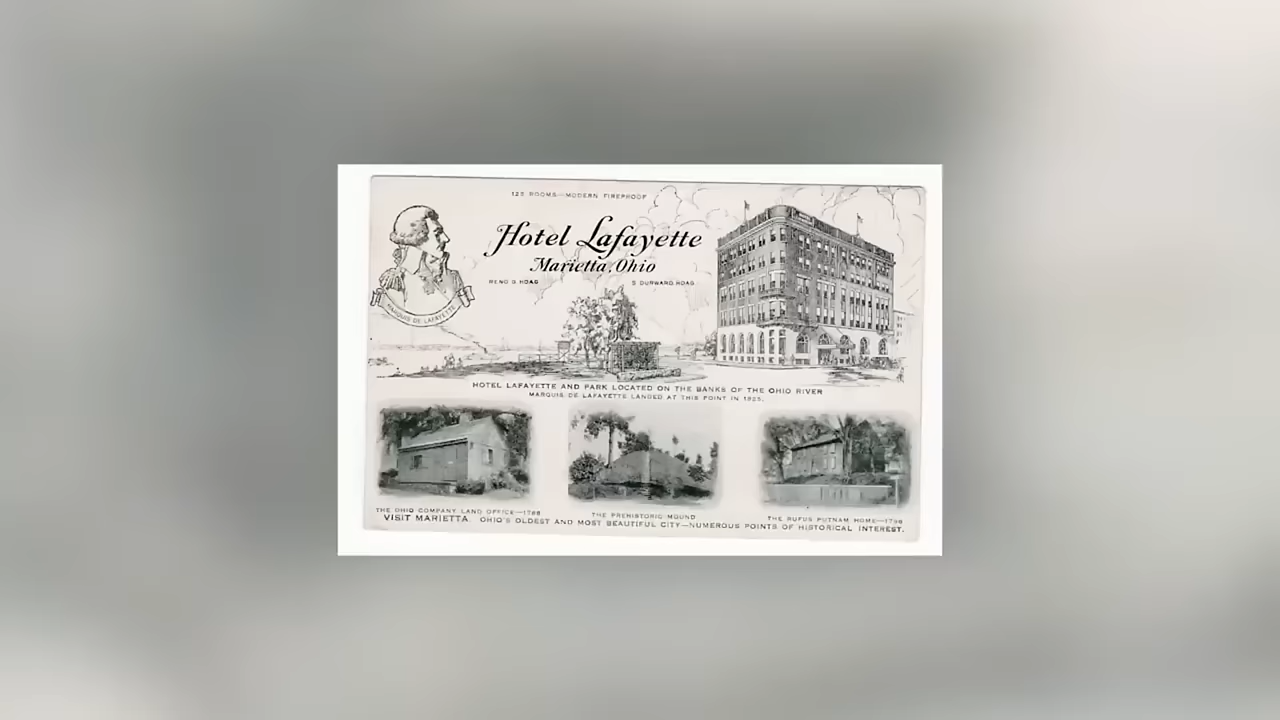 125 ROOMS—MODERN FIREPROOF
Hotel Lafayette
Marietta, Ohio
RENO G. HOAG S. DURWARD HOAG
MARQUIS DE LAFAYETTE
HOTEL LAFAYETTE AND PARK LOCATED ON THE BANKS OF THE OHIO RIVER
MARQUIS DE LAFAYETTE LANDED AT THIS POINT IN 1825.
THE OHIO COMPANY LAND OFFICE—1788
THE PREHISTORIC MOUND
THE RUFUS PUTNAM HOME—1788
VISIT MARIETTA. OHIO'S OLDEST AND MOST BEAUTIFUL CITY—NUMEROUS POINTS OF HISTORICAL INTEREST.